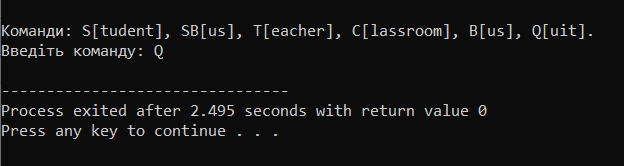 Команди: S[tudent], SB[us], T[eacher], C[lassroom], B[us], Q[uit].
Введіть команду: Q
--------------------------------
Process exited after 2.495 seconds with return value 0
Press any key to continue . . .